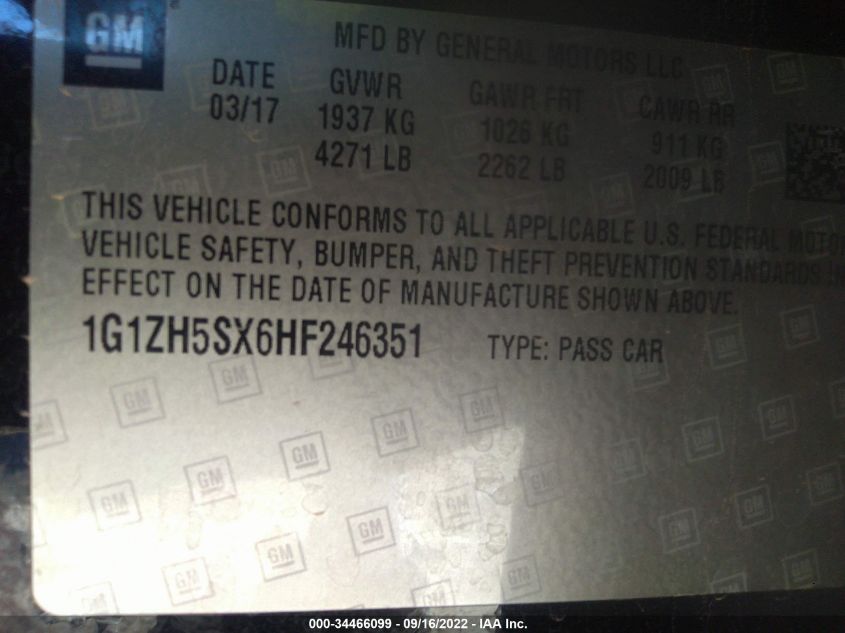 GM
MFD BY GENERAL MOTORS LLC
DATE GVWR GAWR FRT GAWR RR
03/17 1937 KG 1026 KG 911 KG
4271 LB 2262 LB 2009 LB
THIS VEHICLE CONFORMS TO ALL APPLICABLE U.S. FEDERAL MOTOR
VEHICLE SAFETY, BUMPER, AND THEFT PREVENTION STANDARDS IN
EFFECT ON THE DATE OF MANUFACTURE SHOWN ABOVE.
1G1ZH5SX6HF246351 TYPE: PASS CAR
000-34466099 - 09/16/2022 - IAA Inc.